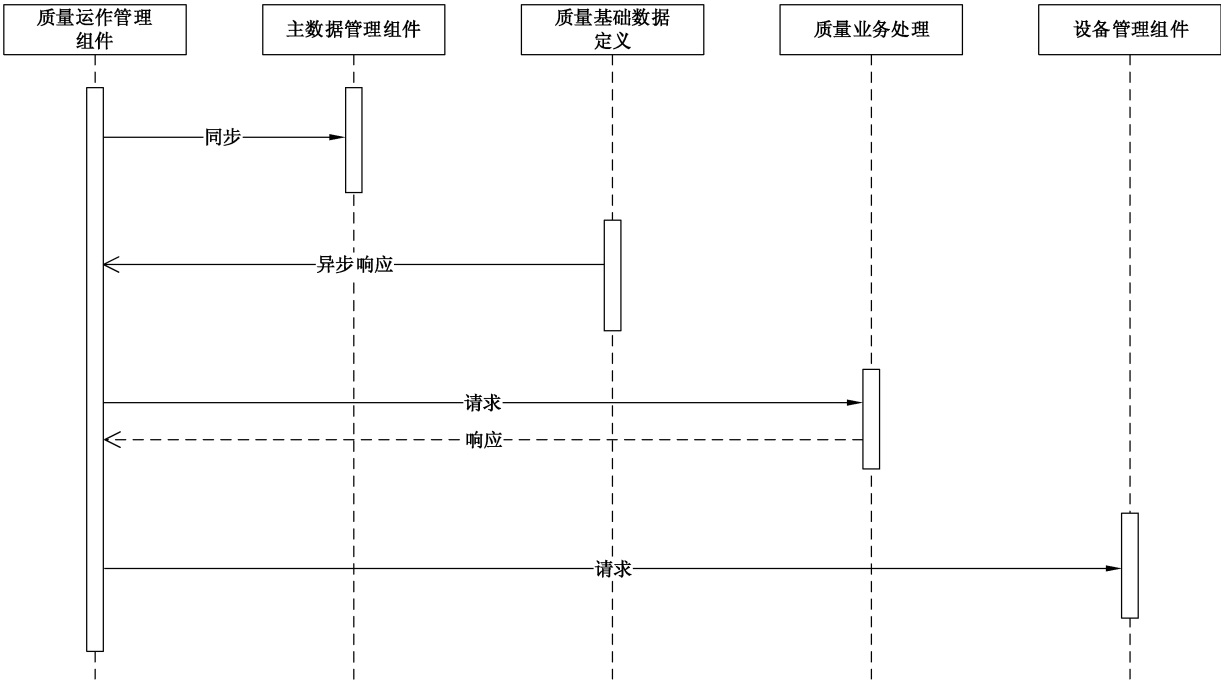 质量运作管理
组件
主数据管理组件
质量基础数据
定义
质量业务处理
设备管理组件
同步
异步响应
请求
响应
请求